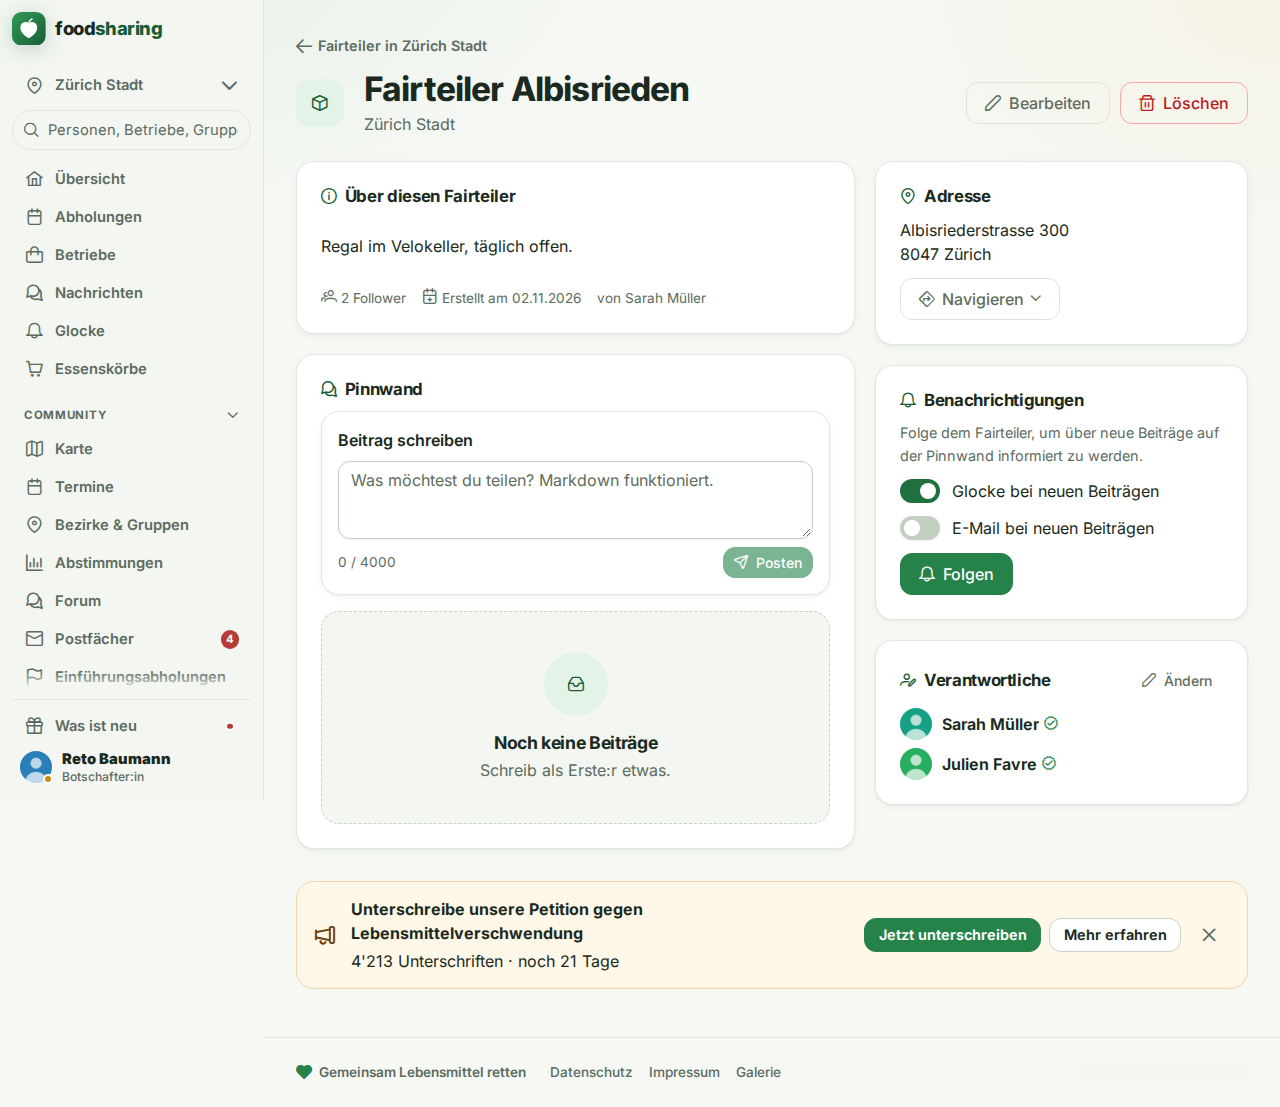 foodsharing
Zürich Stadt
Personen, Betriebe, Grupp
Übersicht
Abholungen
Betriebe
Nachrichten
Glocke
Essenskörbe
COMMUNITY
Karte
Termine
Bezirke & Gruppen
Abstimmungen
Forum
Postfächer 4
Einführungsabholungen
Was ist neu
Reto Baumann
Botschafter:in
Fairteiler in Zürich Stadt
Fairteiler Albisrieden
Zürich Stadt
Bearbeiten
Löschen
Über diesen Fairteiler
Regal im Velokeller, täglich offen.
2 Follower Erstellt am 02.11.2026 von Sarah Müller
Pinnwand
Beitrag schreiben
Was möchtest du teilen? Markdown funktioniert.
0 / 4000
Posten
Noch keine Beiträge
Schreib als Erste:r etwas.
Adresse
Albisriederstrasse 300
8047 Zürich
Navigieren
Benachrichtigungen
Folge dem Fairteiler, um über neue Beiträge auf
der Pinnwand informiert zu werden.
Glocke bei neuen Beiträgen
E-Mail bei neuen Beiträgen
Folgen
Verantwortliche
Ändern
Sarah Müller
Julien Favre
Unterschreibe unsere Petition gegen
Lebensmittelverschwendung
4'213 Unterschriften · noch 21 Tage
Jetzt unterschreiben
Mehr erfahren
Gemeinsam Lebensmittel retten
Datenschutz
Impressum
Galerie